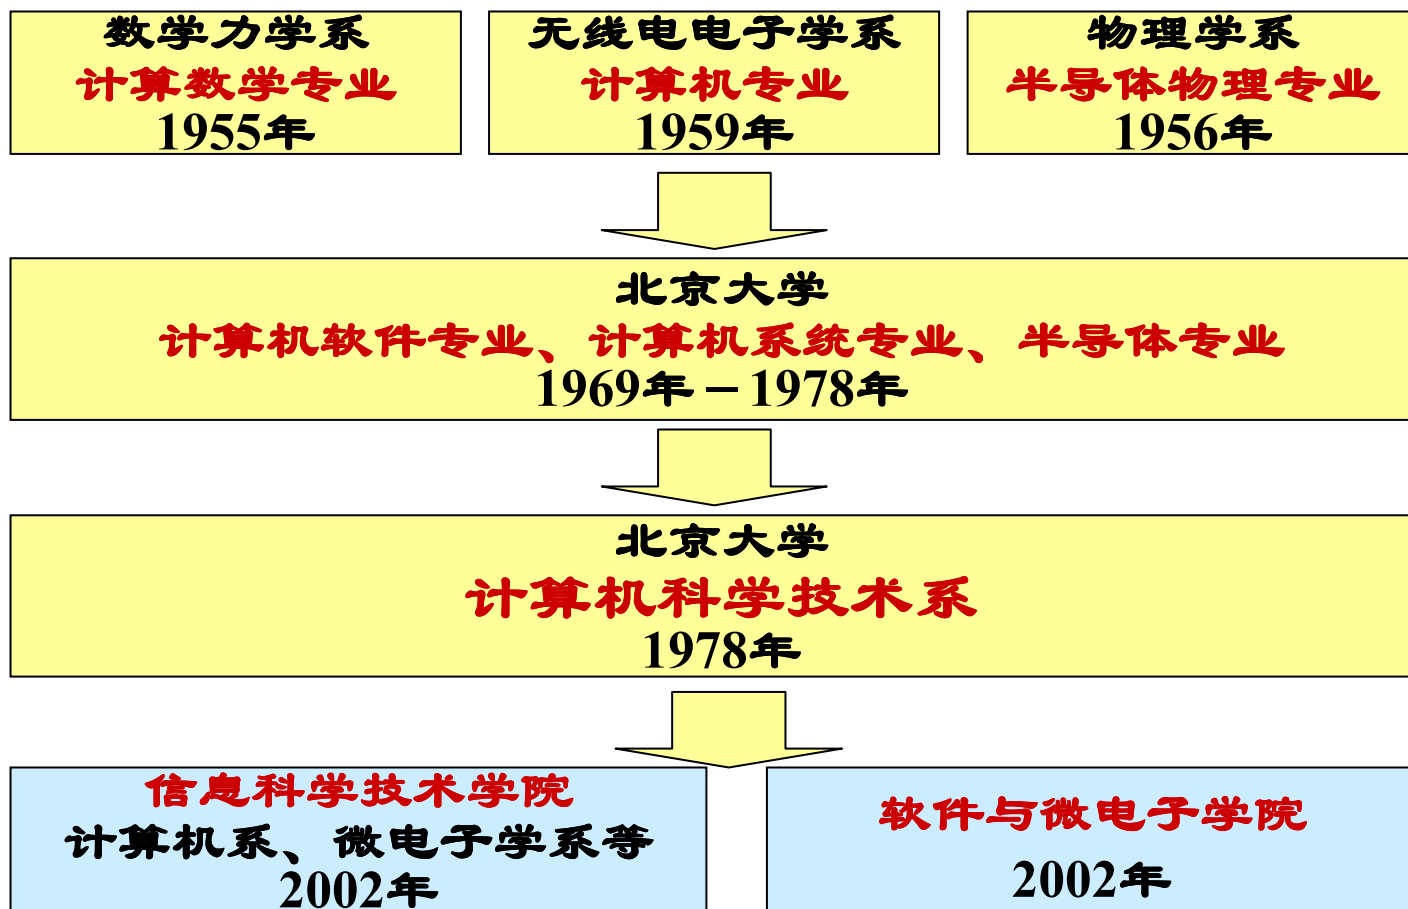 数学力学系
计算数学专业
1955年
无线电电子学系
计算机专业
1959年
物理学系
半导体物理专业
1956年
北京大学
计算机软件专业、计算机系统专业、半导体专业
1969年－1978年
北京大学
计算机科学技术系
1978年
信息科学技术学院
计算机系、微电子学系等
2002年
软件与微电子学院
2002年